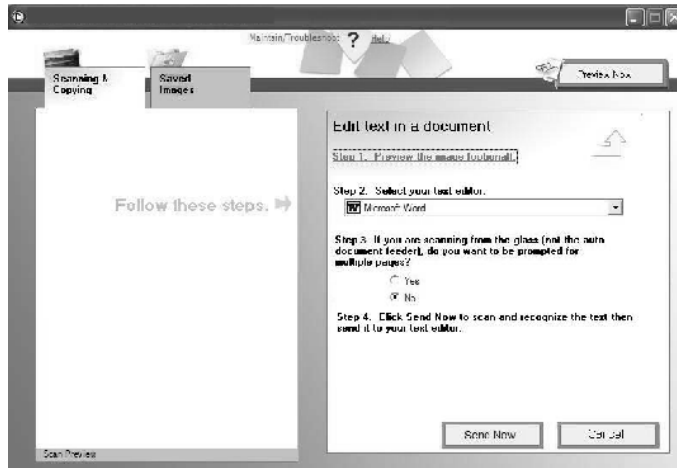 Maintain/Troubleshoot ? Help
Scanning &
Copying
Saved
Images
Preview Now
Edit text in a document
Step 1. Preview the image (optional).
Follow these steps.
Step 2. Select your text editor.
W Microsoft Word
Step 3. If you are scanning from the glass (not the auto
document feeder), do you want to be prompted for
multiple pages?
Yes
No
Step 4. Click Send Now to scan and recognize the text then
send it to your text editor.
Send Now
Cancel
Scan Preview